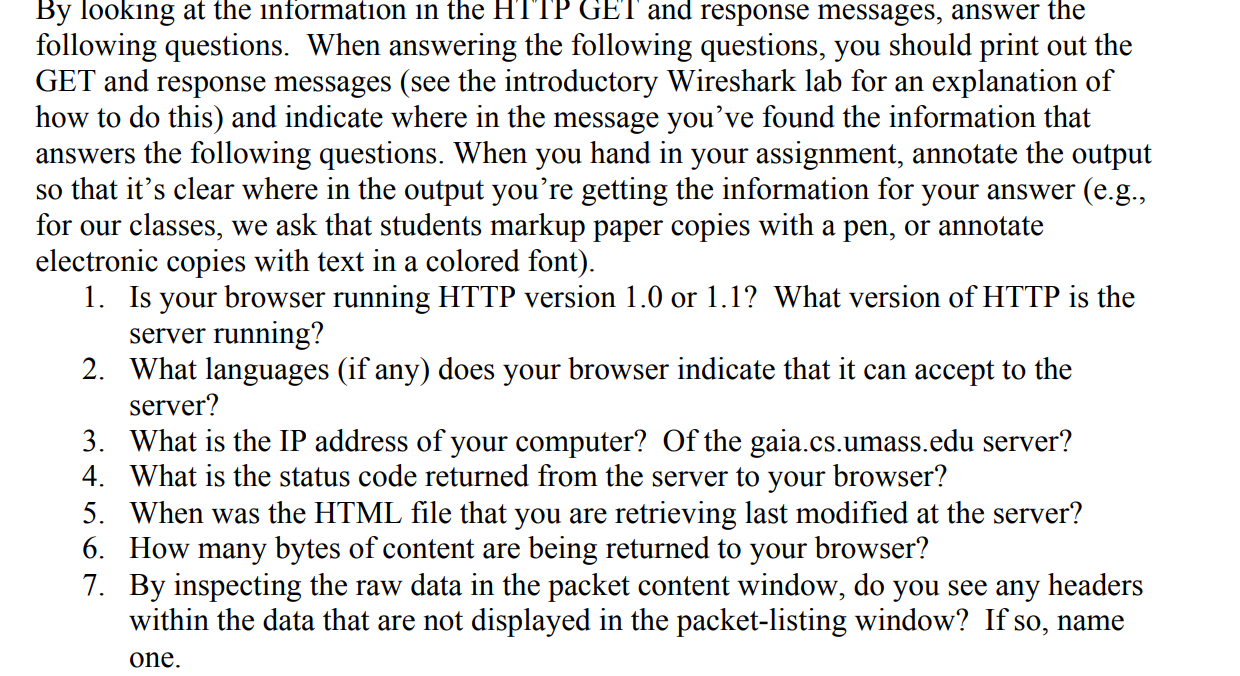 By looking at the information in the HTTP GET and response messages, answer the
following questions.  When answering the following questions, you should print out the
GET and response messages (see the introductory Wireshark lab for an explanation of
how to do this) and indicate where in the message you’ve found the information that
answers the following questions. When you hand in your assignment, annotate the output
so that it’s clear where in the output you’re getting the information for your answer (e.g.,
for our classes, we ask that students markup paper copies with a pen, or annotate
electronic copies with text in a colored font).
1. Is your browser running HTTP version 1.0 or 1.1?  What version of HTTP is the
server running?
2. What languages (if any) does your browser indicate that it can accept to the
server?
3. What is the IP address of your computer?  Of the gaia.cs.umass.edu server?
4. What is the status code returned from the server to your browser?
5. When was the HTML file that you are retrieving last modified at the server?
6. How many bytes of content are being returned to your browser?
7. By inspecting the raw data in the packet content window, do you see any headers
within the data that are not displayed in the packet-listing window?  If so, name
one.